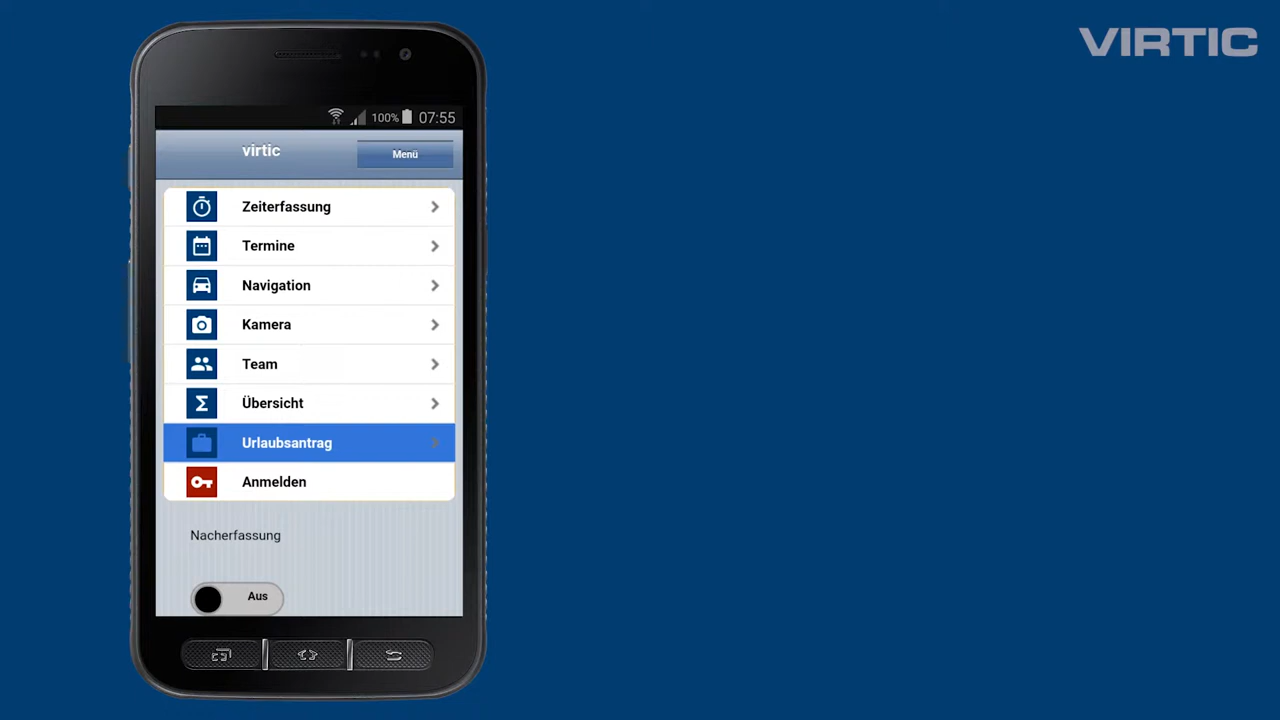 VIRTIC
100% 07:55
virtic
Menü
Zeiterfassung
Termine
Navigation
Kamera
Team
Übersicht
Urlaubsantrag
Anmelden
Nacherfassung
Aus